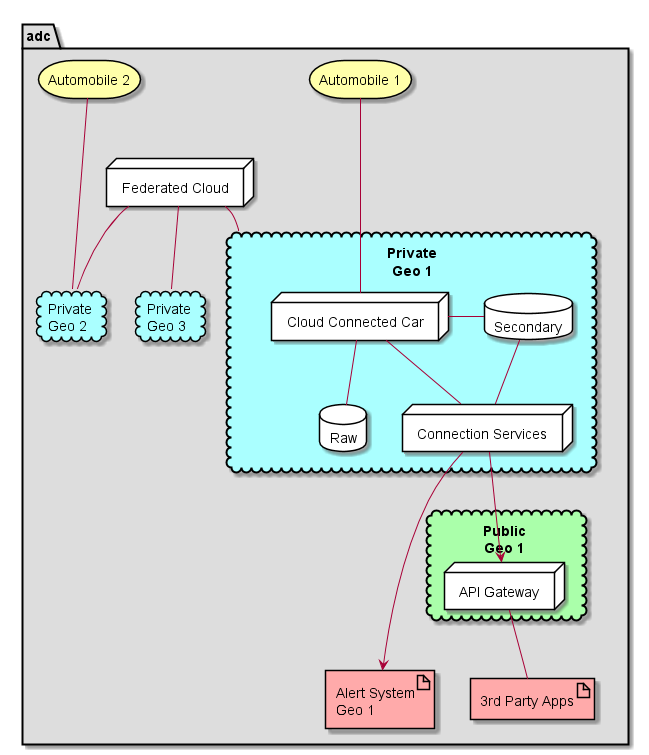 adc
Automobile 2
Automobile 1
Federated Cloud
Private
Geo 1
Private
Geo 2
Private
Geo 3
Cloud Connected Car
Secondary
Raw
Connection Services
Public
Geo 1
API Gateway
Alert System
Geo 1
3rd Party Apps